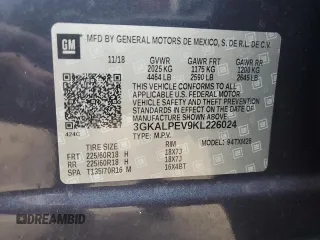 GM
MFD BY GENERAL MOTORS DE MEXICO, S. DE R.L. DE C.V.
11/18 GVWR GAWR FRT GAWR RR
2025 KG 1175 KG 1200 KG
4464 LB 2590 LB 2645 LB
THIS VEHICLE CONFORMS TO ALL APPLICABLE
U.S. FEDERAL MOTOR VEHICLE SAFETY, BUMPER, AND
THEFT PREVENTION STANDARDS IN EFFECT ON THE DATE
OF MANUFACTURE SHOWN ABOVE.
3GKALPEV9KL226024
424C TYPE: M.P.V.
TIRE SIZE RIM 94TXM26
FRT 225/60R18 H 18X7J
RR 225/60R18 H 18X7J
SPA T135/70R16 M 16X4BT
© DREAMBID